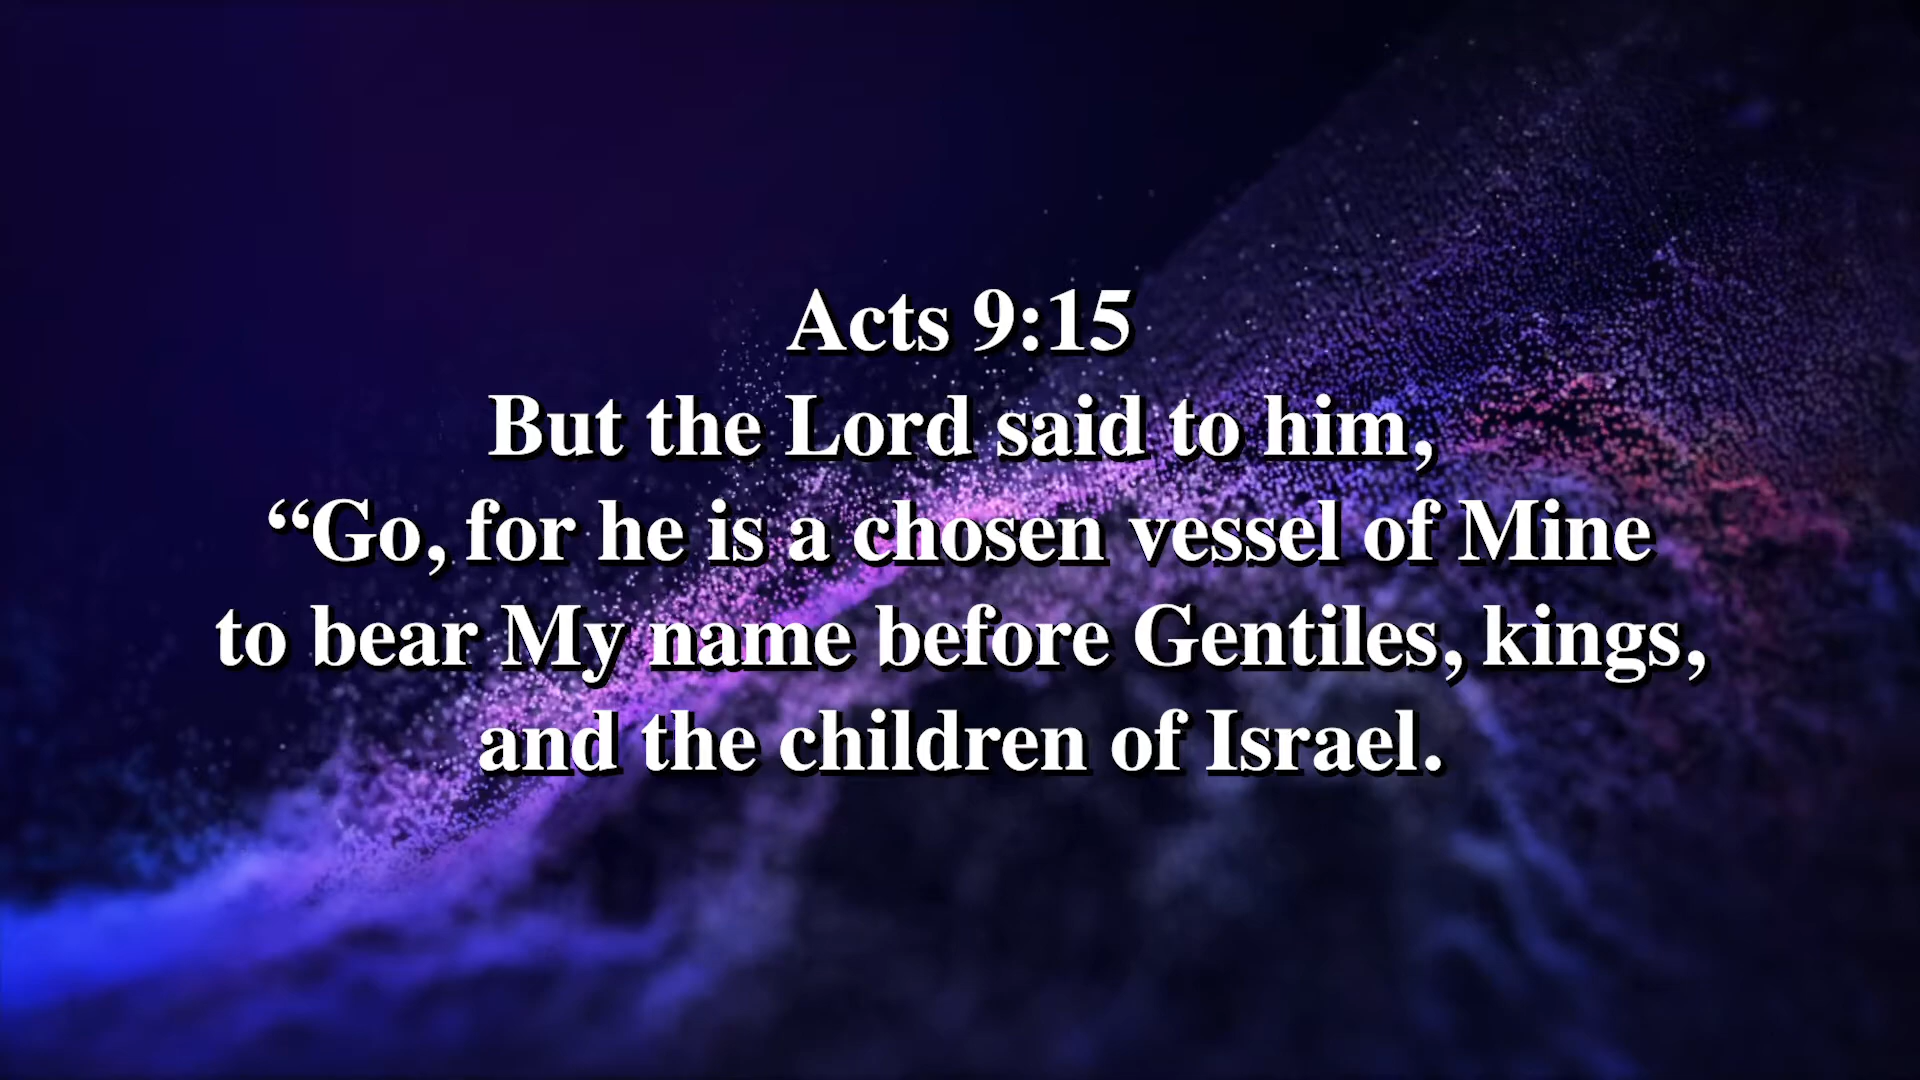 Acts 9:15
But the Lord said to him,
“Go, for he is a chosen vessel of Mine
to bear My name before Gentiles, kings,
and the children of Israel.